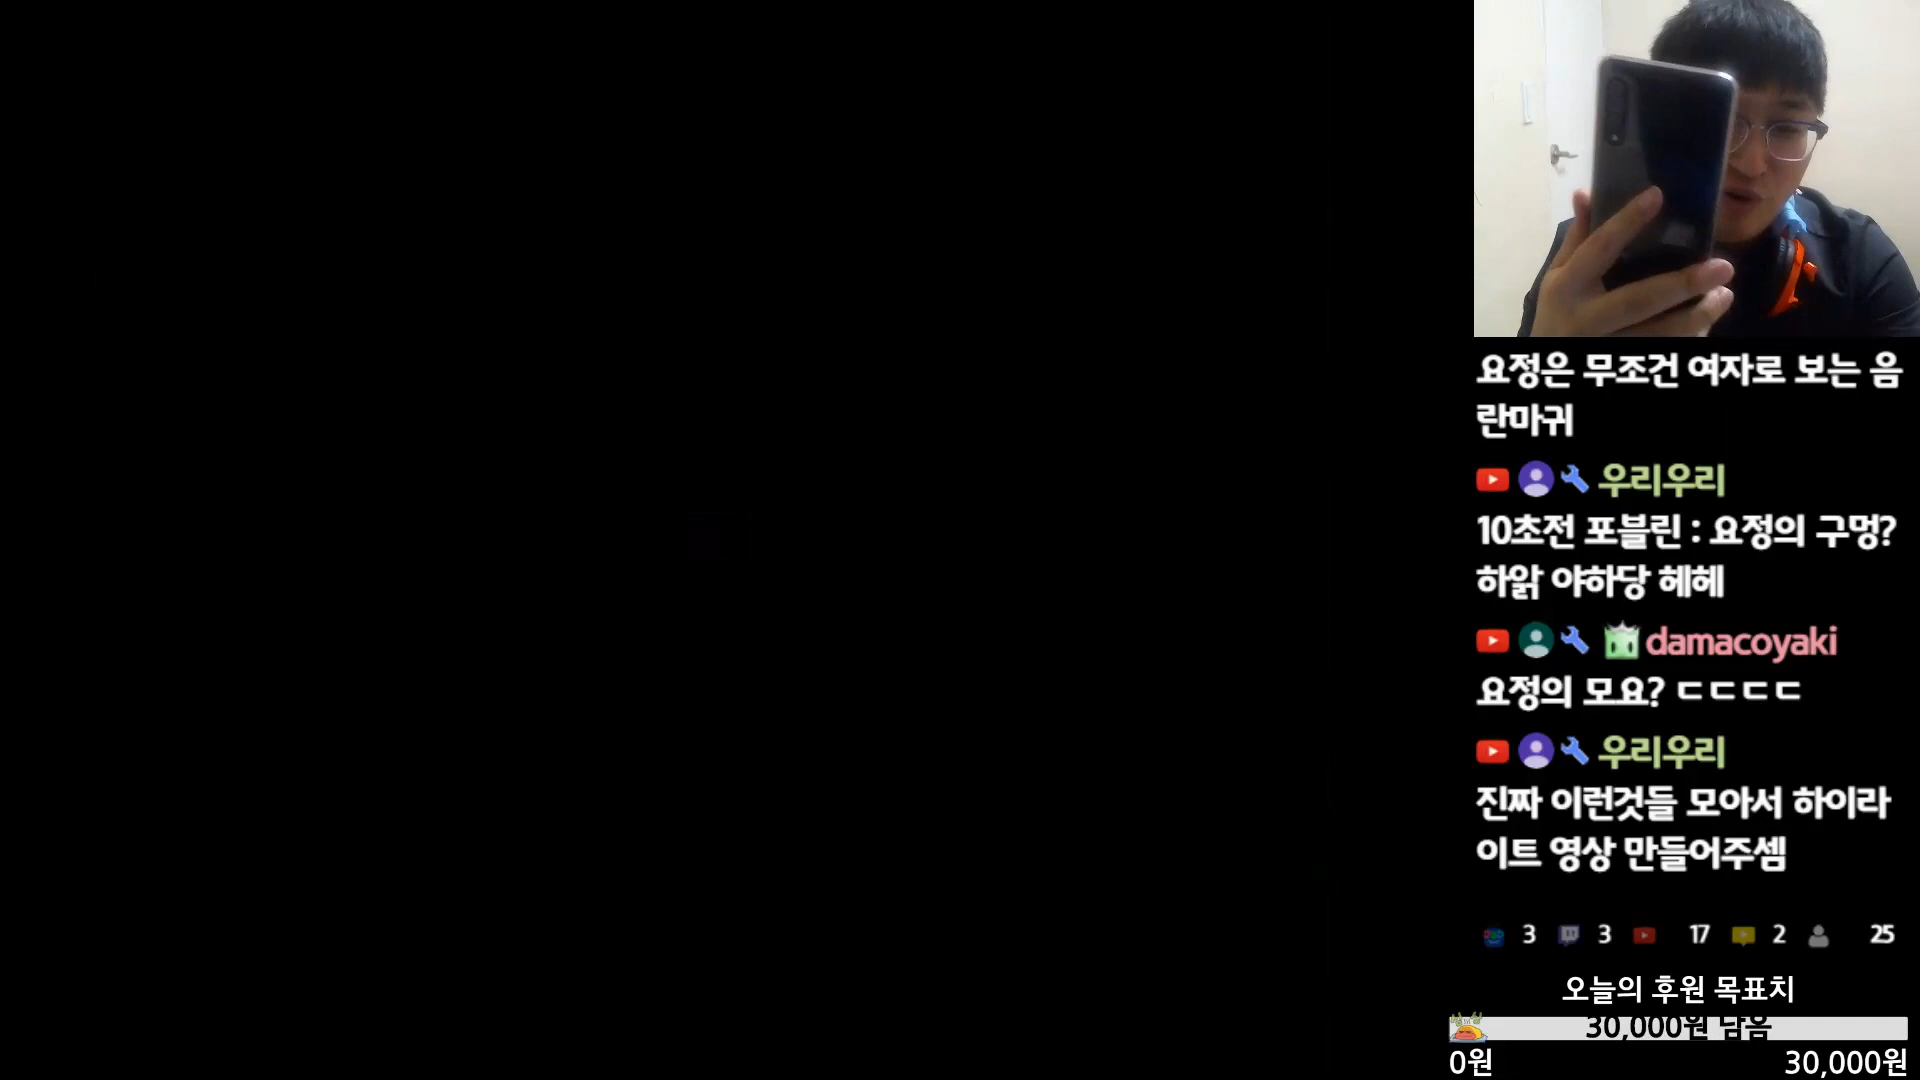 요정은 무조건 여자로 보는 음
란마귀
우리우리
10초전 포블린 : 요정의 구멍?
하앍 야하당 헤헤
damacoyaki
요정의 모요? ㄷㄷㄷㄷ
우리우리
진짜 이런것들 모아서 하이라
이트 영상 만들어주셈
3 3 17 2 25
오늘의 후원 목표치
30,000원 남음
0원 30,000원